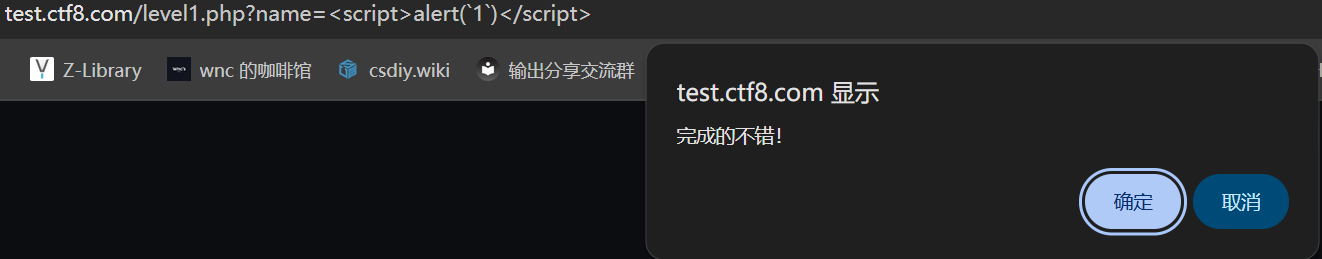 test.ctf8.com/level1.php?name=<script>alert(`1`)</script>
Z-Library
wnc 的咖啡馆
csdiy.wiki
输出分享交流群
test.ctf8.com 显示
完成的不错！
确定
取消